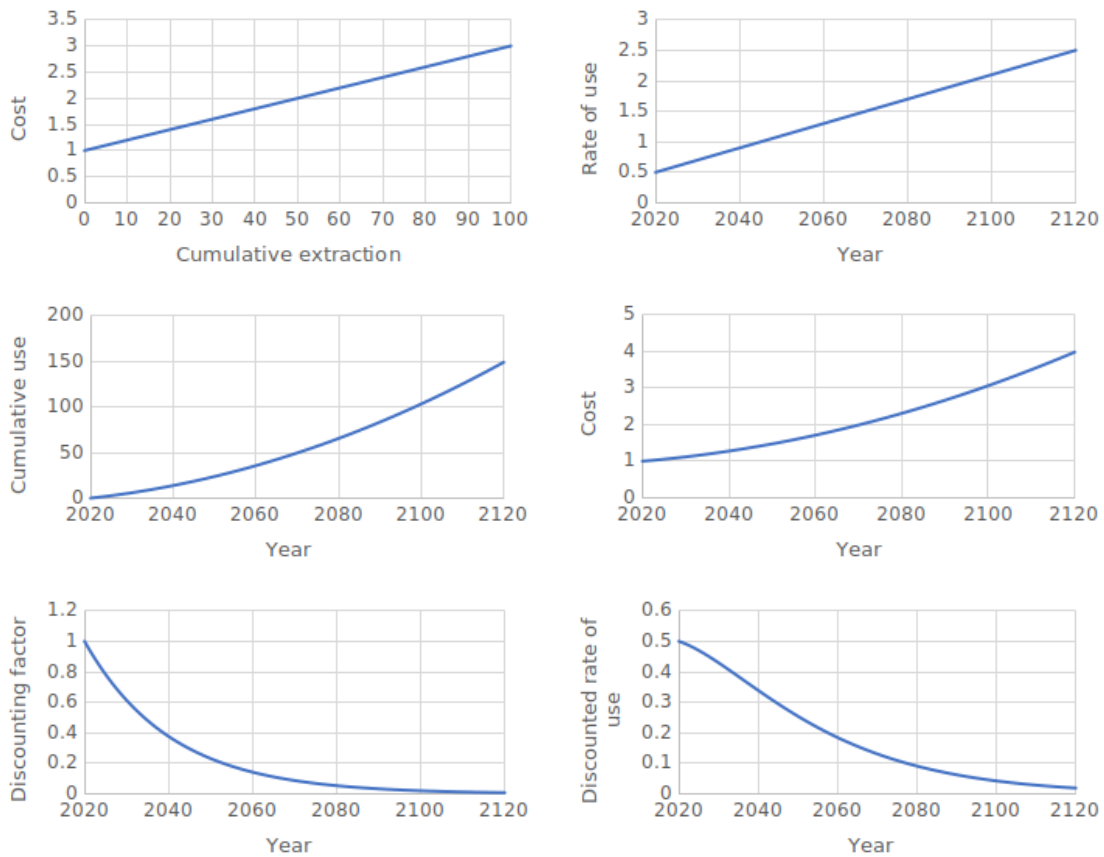 3.5
3
2.5
2
1.5
1
0.5
0
Cost
0 10 20 30 40 50 60 70 80 90 100
Cumulative extraction
3
2.5
2
1.5
1
0.5
0
Rate of use
2020 2040 2060 2080 2100 2120
Year
200
150
100
50
0
Cumulative use
2020 2040 2060 2080 2100 2120
Year
5
4
3
2
1
0
Cost
2020 2040 2060 2080 2100 2120
Year
1.2
1
0.8
0.6
0.4
0.2
0
Discounting factor
2020 2040 2060 2080 2100 2120
Year
0.6
0.5
0.4
0.3
0.2
0.1
0
Discounted rate of
use
2020 2040 2060 2080 2100 2120
Year